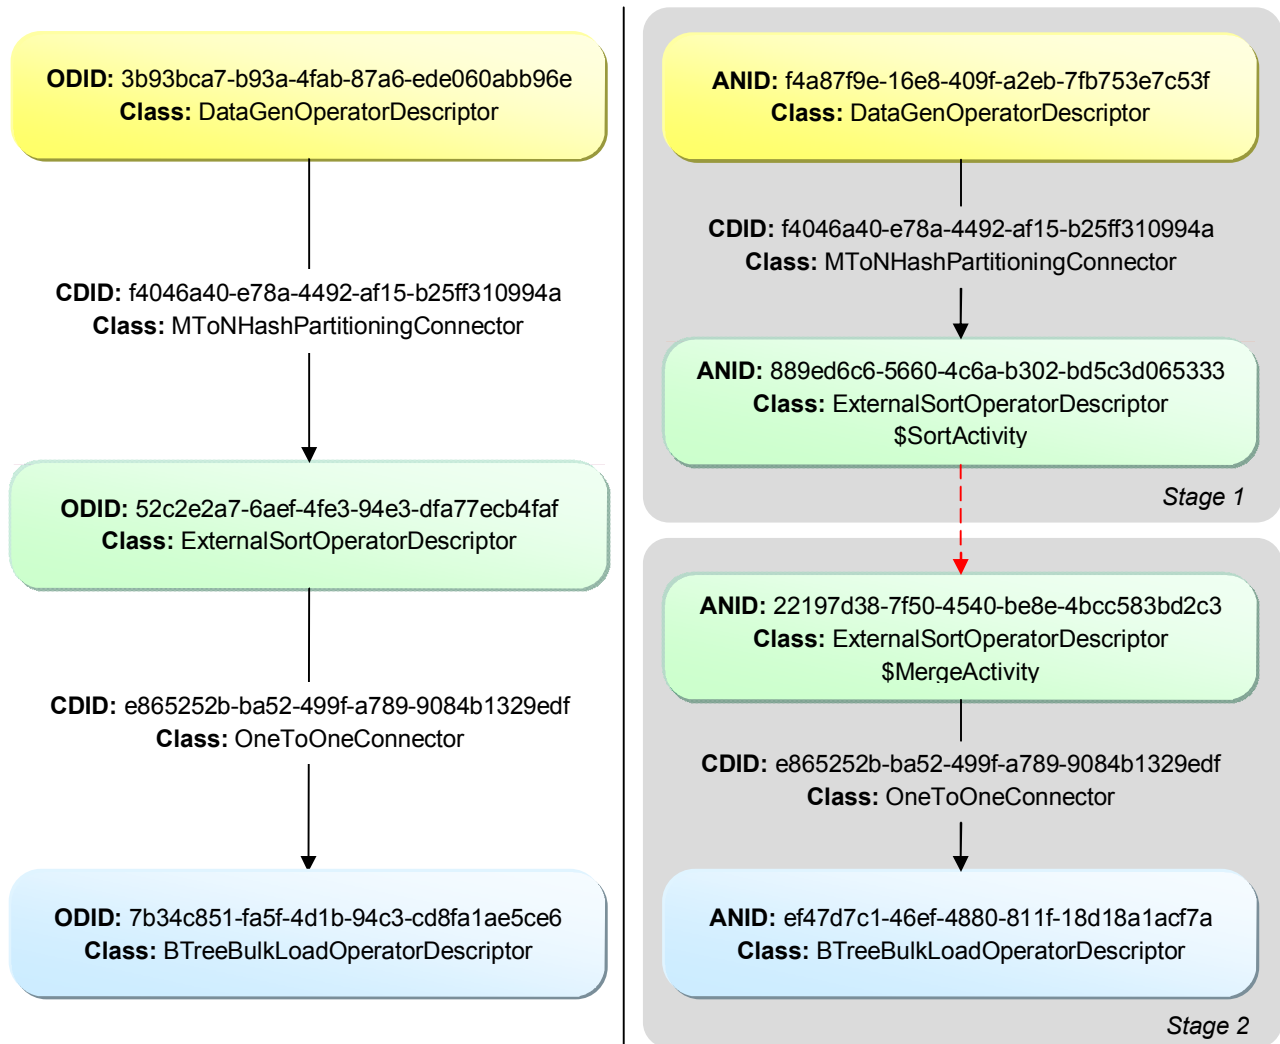 ODID: 3b93bca7-b93a-4fab-87a6-ede060abb96e
Class: DataGenOperatorDescriptor
CDID: f4046a40-e78a-4492-af15-b25ff310994a
Class: MToNHashPartitioningConnector
ODID: 52c2e2a7-6aef-4fe3-94e3-dfa77ecb4faf
Class: ExternalSortOperatorDescriptor
CDID: e865252b-ba52-499f-a789-9084b1329edf
Class: OneToOneConnector
ODID: 7b34c851-fa5f-4d1b-94c3-cd8fa1ae5ce6
Class: BTreeBulkLoadOperatorDescriptor
ANID: f4a87f9e-16e8-409f-a2eb-7fb753e7c53f
Class: DataGenOperatorDescriptor
CDID: f4046a40-e78a-4492-af15-b25ff310994a
Class: MToNHashPartitioningConnector
ANID: 889ed6c6-5660-4c6a-b302-bd5c3d065333
Class: ExternalSortOperatorDescriptor
$SortActivity
Stage 1
ANID: 22197d38-7f50-4540-be8e-4bcc583bd2c3
Class: ExternalSortOperatorDescriptor
$MergeActivity
CDID: e865252b-ba52-499f-a789-9084b1329edf
Class: OneToOneConnector
ANID: ef47d7c1-46ef-4880-811f-18d18a1acf7a
Class: BTreeBulkLoadOperatorDescriptor
Stage 2